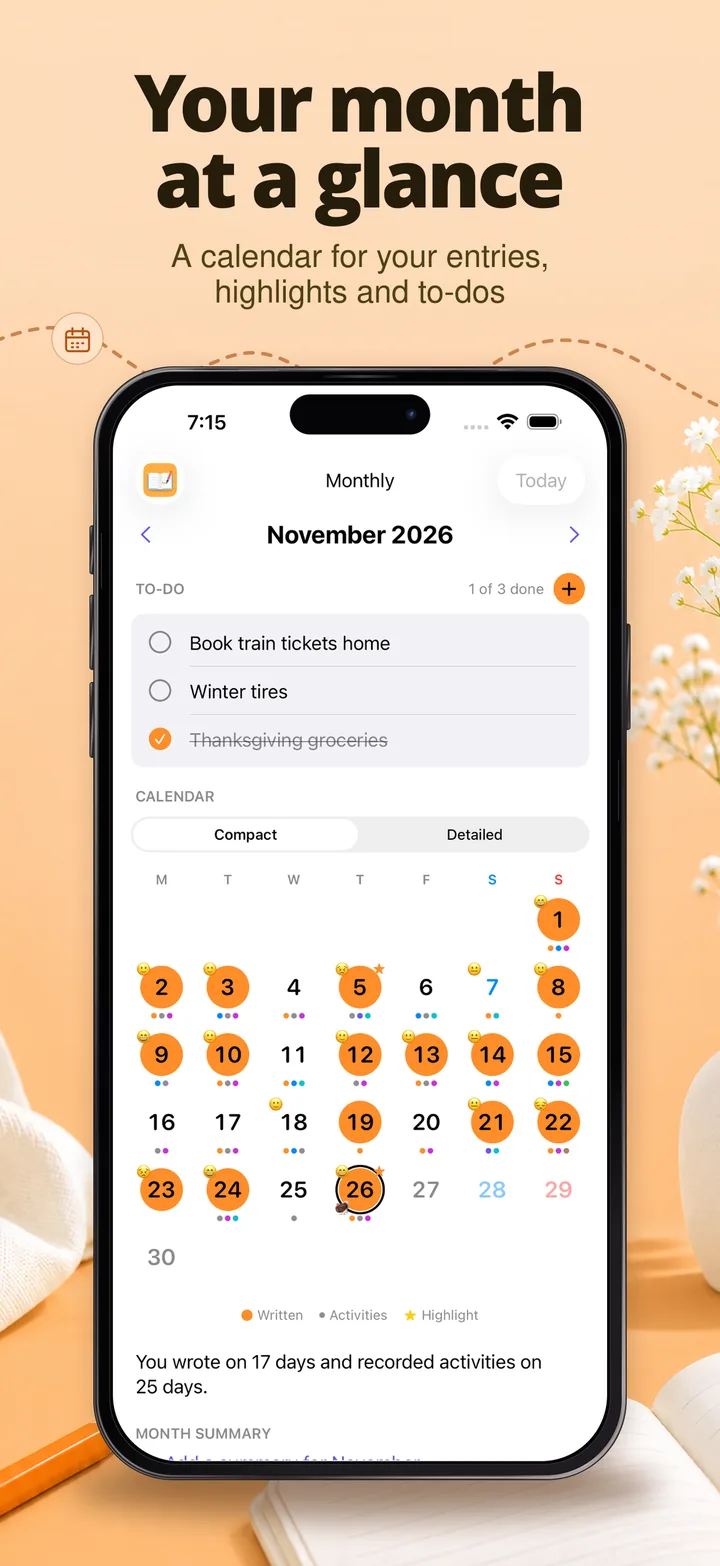 Your month
at a glance
A calendar for your entries,
highlights and to-dos
7:15
Monthly
Today
November 2026
TO-DO
1 of 3 done
Book train tickets home
Winter tires
Thanksgiving groceries
CALENDAR
Compact
Detailed
M T W T F S S
1
2 3 4 5 6 7 8
9 10 11 12 13 14 15
16 17 18 19 20 21 22
23 24 25 26 27 28 29
30
Written
Activities
Highlight
You wrote on 17 days and recorded activities on
25 days.
MONTH SUMMARY
Add a summary for November